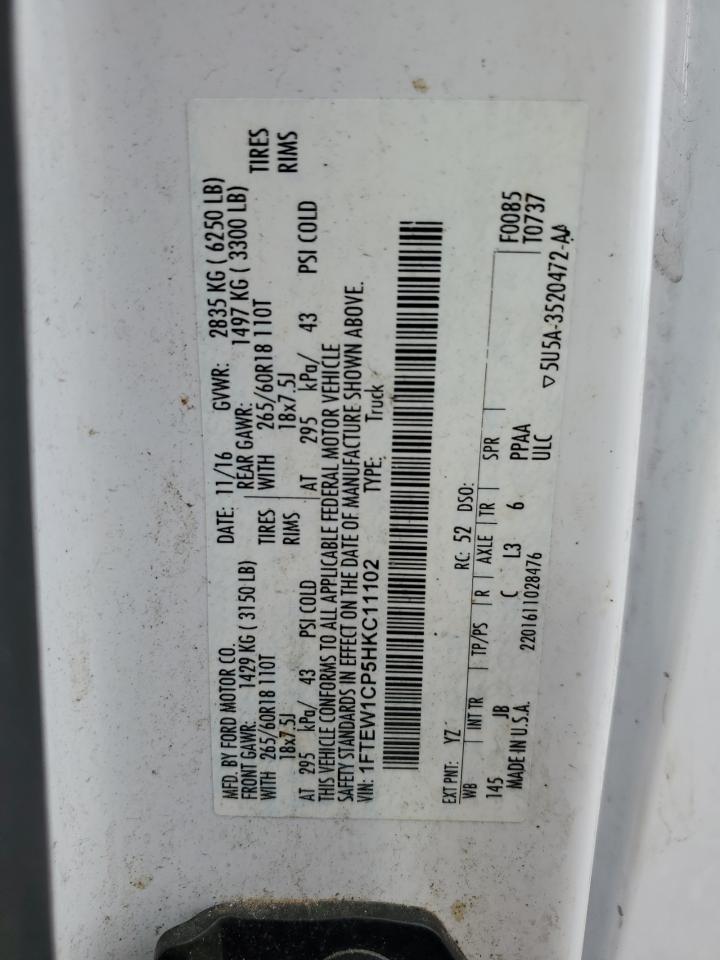 MFD. BY FORD MOTOR CO. DATE: 11/16 GVWR: 2835 KG ( 6250 LB)
FRONT GAWR: 1429 KG ( 3150 LB) REAR GAWR: 1497 KG ( 3300 LB)
WITH 265/60R18 110T TIRES WITH 265/60R18 110T TIRES
18x7.5J RIMS 18x7.5J RIMS
AT 295 kPa/ 43 PSI COLD AT 295 kPa/ 43 PSI COLD
THIS VEHICLE CONFORMS TO ALL APPLICABLE FEDERAL MOTOR VEHICLE
SAFETY STANDARDS IN EFFECT ON THE DATE OF MANUFACTURE SHOWN ABOVE.
VIN: 1FTEW1CP5HKC11102 TYPE: Truck
EXT PNT: YZ RC: 52 DSO:
WB INT TR TP/PS R AXLE TR SPR F0085
145 JB C L3 6 PPAA T0737
MADE IN U.S.A. 2201611028476 ULC
▽5U5A-3520472-AA